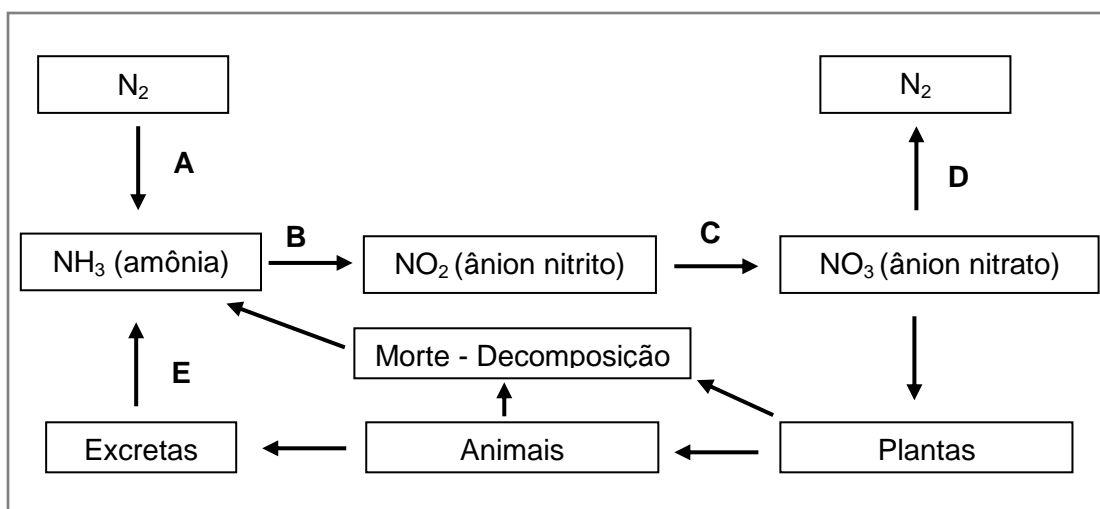 N₂
N₂
A
D
NH₃ (amônia)
B
NO₂ (ânion nitrito)
C
NO₃ (ânion nitrato)
Morte - Decomposição
E
Excretas
Animais
Plantas